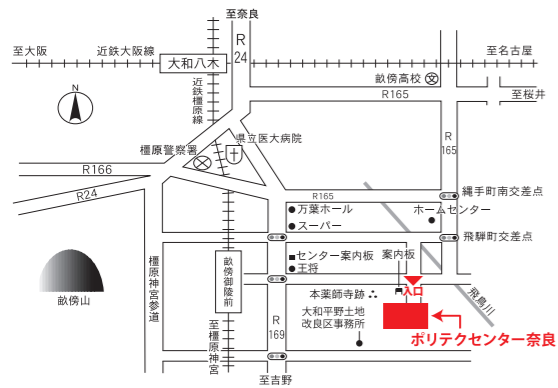 至奈良
R
24
至大阪
近鉄大阪線
大和八木
至名古屋
近鉄橿原線
畝傍高校
文
R165
至桜井
N
県立医大病院
橿原警察署
R
165
R166
R24
R165
縄手町南交差点
万葉ホール
ホームセンター
スーパー
飛騨町交差点
橿原神宮参道
畝傍御陵前
センター案内板
案内板
王将
入口
飛鳥川
本薬師寺跡
畝傍山
大和平野土地
改良区事務所
R
169
ポリテクセンター奈良
至橿原神宮
至吉野